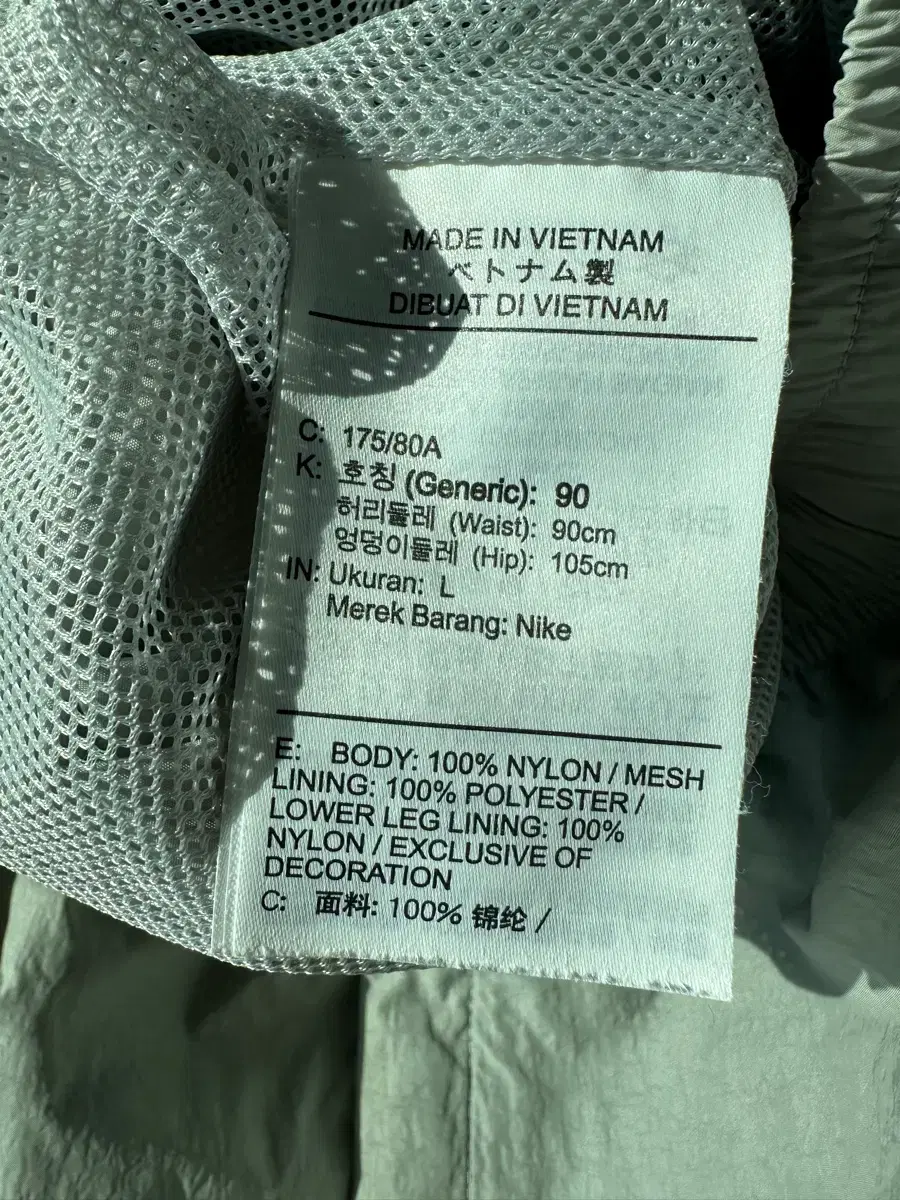 MADE IN VIETNAM
ベトナム製
DIBUAT DI VIETNAM
C: 175/80A
K: 호칭 (Generic): 90
허리둘레 (Waist): 90cm
엉덩이둘레 (Hip): 105cm
IN: Ukuran: L
Merek Barang: Nike
E: BODY: 100% NYLON / MESH
LINING: 100% POLYESTER /
LOWER LEG LINING: 100%
NYLON / EXCLUSIVE OF
DECORATION
C: 面料: 100% 锦纶 /